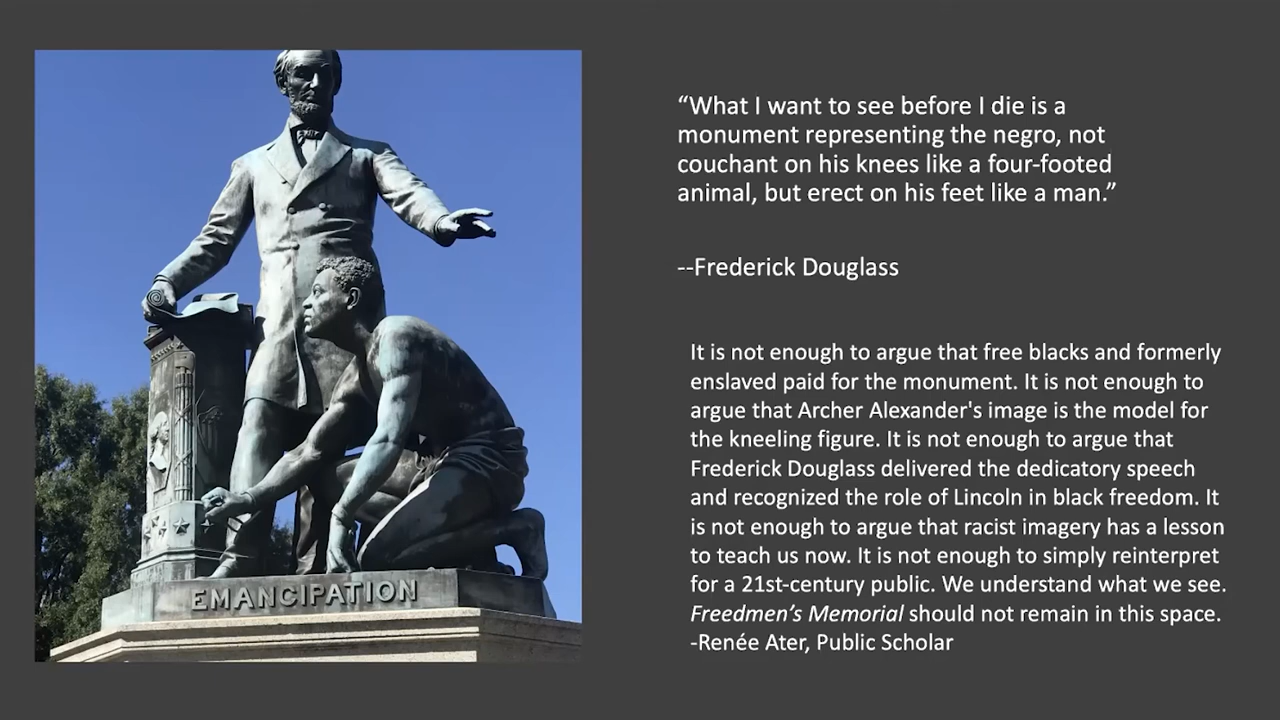 EMANCIPATION
“What I want to see before I die is a
monument representing the negro, not
couchant on his knees like a four-footed
animal, but erect on his feet like a man.”
--Frederick Douglass
It is not enough to argue that free blacks and formerly
enslaved paid for the monument. It is not enough to
argue that Archer Alexander's image is the model for
the kneeling figure. It is not enough to argue that
Frederick Douglass delivered the dedicatory speech
and recognized the role of Lincoln in black freedom. It
is not enough to argue that racist imagery has a lesson
to teach us now. It is not enough to simply reinterpret
for a 21st-century public. We understand what we see.
Freedmen’s Memorial should not remain in this space.
-Renée Ater, Public Scholar